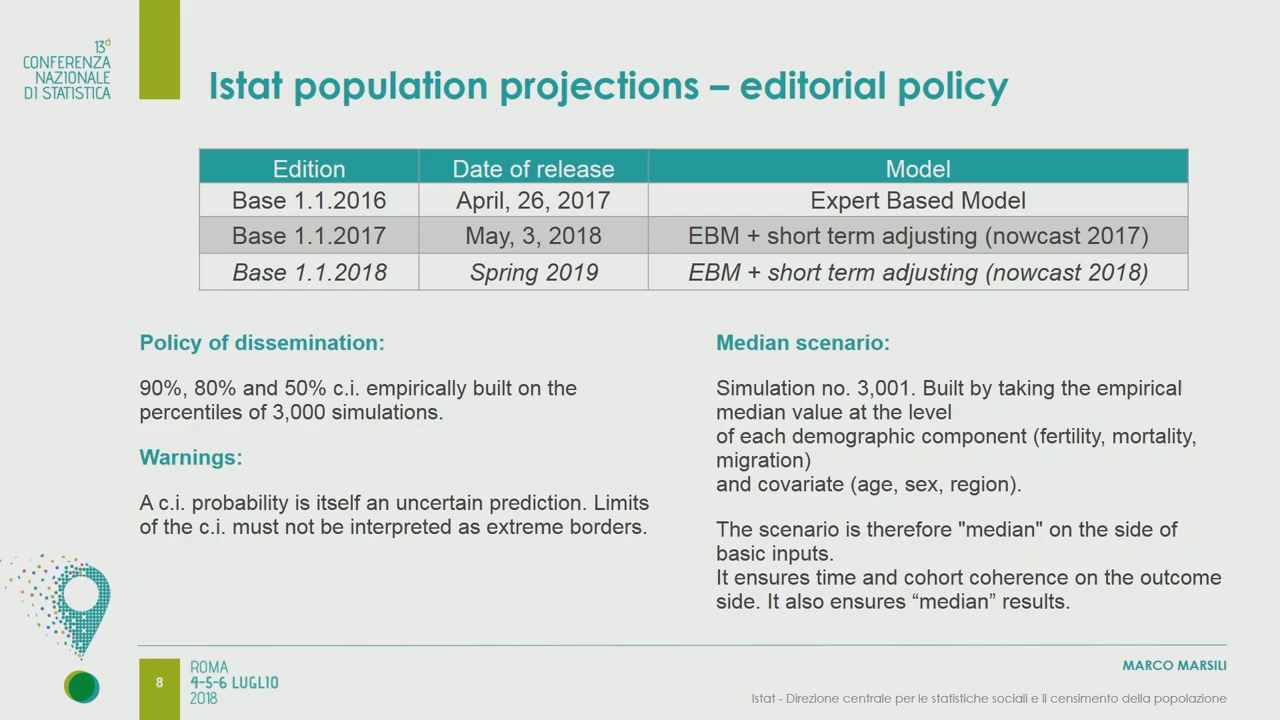 13a
CONFERENZA
NAZIONALE
DI STATISTICA
Istat population projections – editorial policy
Edition Date of release Model
Base 1.1.2016 April, 26, 2017 Expert Based Model
Base 1.1.2017 May, 3, 2018 EBM + short term adjusting (nowcast 2017)
Base 1.1.2018 Spring 2019 EBM + short term adjusting (nowcast 2018)
Policy of dissemination:
90%, 80% and 50% c.i. empirically built on the
percentiles of 3,000 simulations.
Warnings:
A c.i. probability is itself an uncertain prediction. Limits
of the c.i. must not be interpreted as extreme borders.
Median scenario:
Simulation no. 3,001. Built by taking the empirical
median value at the level
of each demographic component (fertility, mortality,
migration)
and covariate (age, sex, region).
The scenario is therefore "median" on the side of
basic inputs.
It ensures time and cohort coherence on the outcome
side. It also ensures “median” results.
8
ROMA
4-5-6 LUGLIO
2018
MARCO MARSILI
Istat - Direzione centrale per le statistiche sociali e il censimento della popolazione